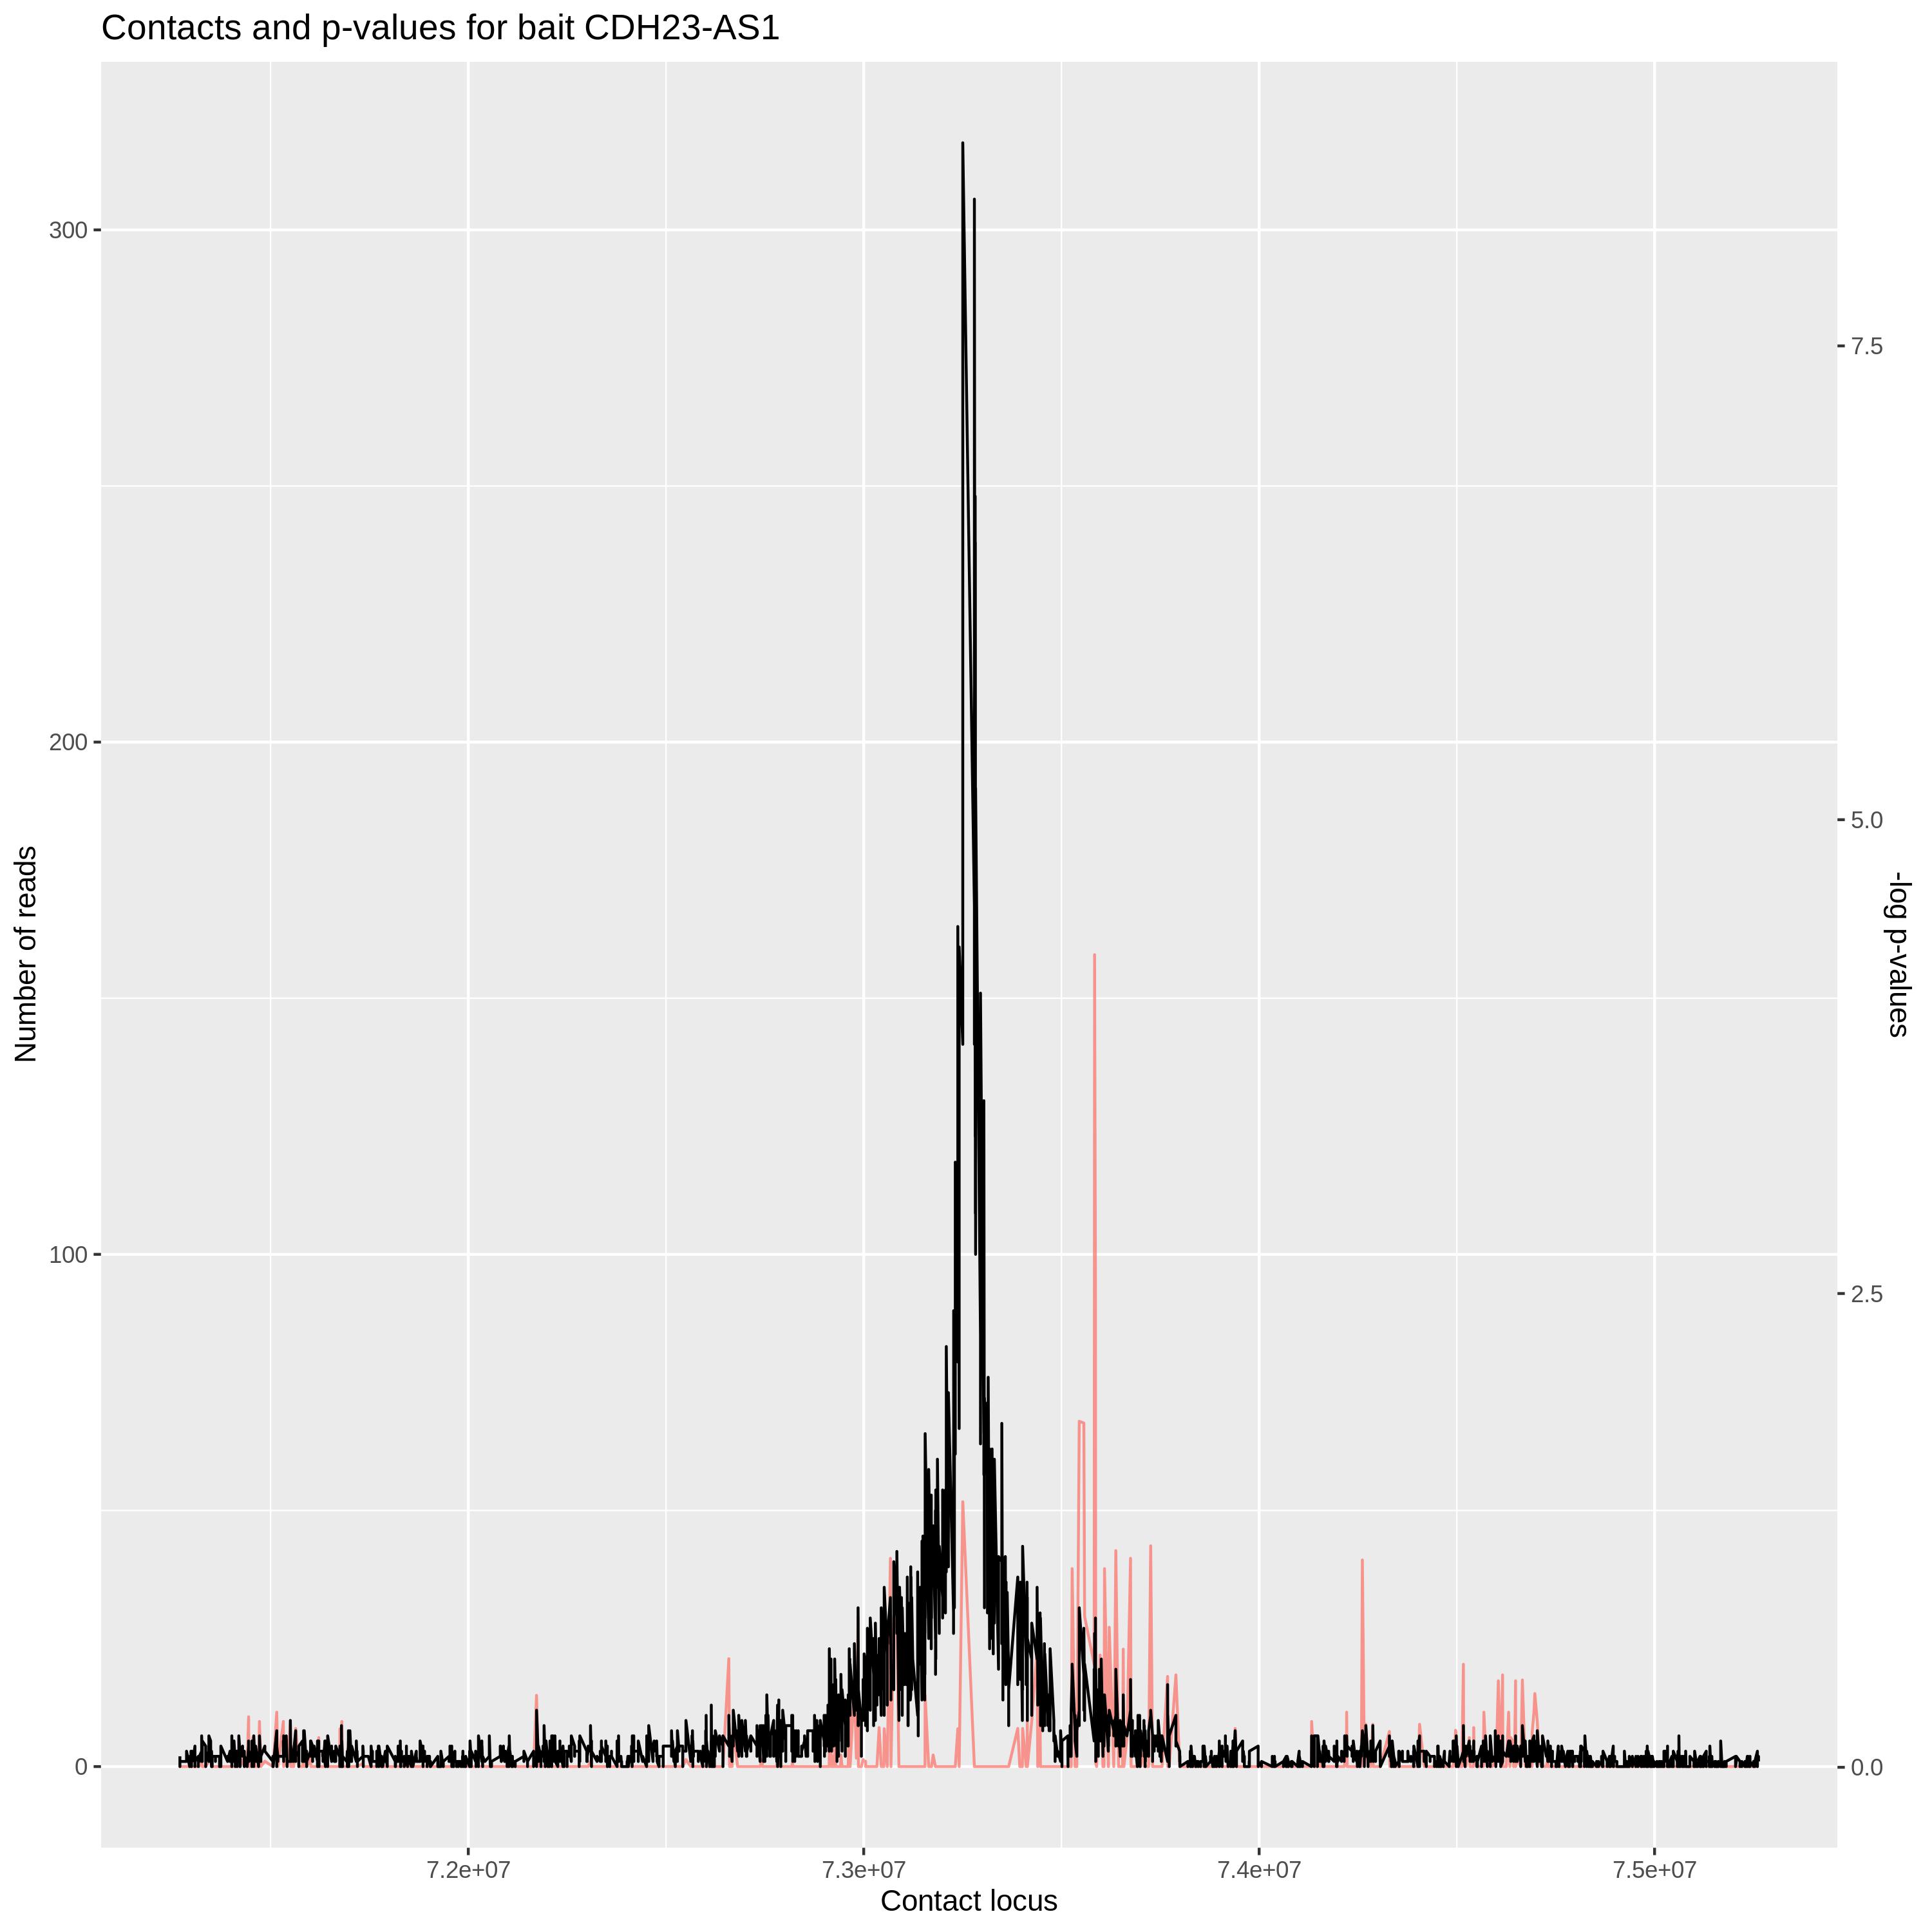 Contacts and p-values for bait CDH23-AS1
300
200
100
0
7.5
5.0
2.5
0.0
Number of reads
-log p-values
7.2e+07
7.3e+07
7.4e+07
7.5e+07
Contact locus